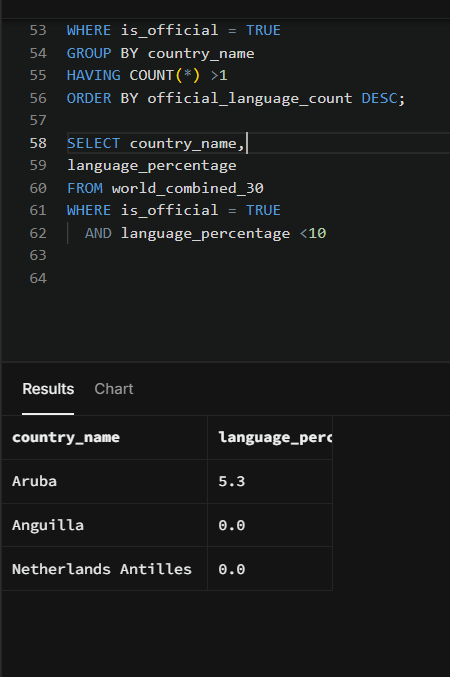 53 WHERE is_official = TRUE
54 GROUP BY country_name
55 HAVING COUNT(*) >1
56 ORDER BY official_language_count DESC;
57
58 SELECT country_name,
59 language_percentage
60 FROM world_combined_30
61 WHERE is_official = TRUE
62   AND language_percentage <10
63
64
Results Chart
country_name language_perc
Aruba 5.3
Anguilla 0.0
Netherlands Antilles 0.0